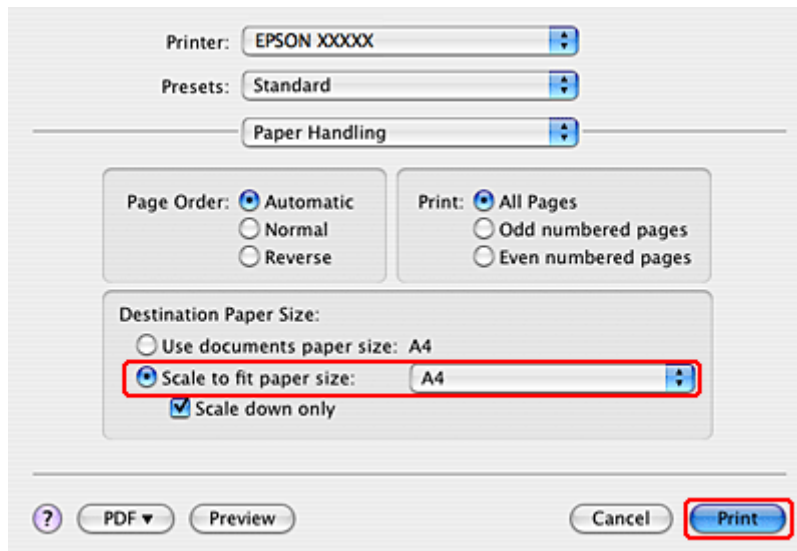 Printer: EPSON XXXXX
Presets: Standard
Paper Handling
Page Order: Automatic
Normal
Reverse
Print: All Pages
Odd numbered pages
Even numbered pages
Destination Paper Size:
Use documents paper size: A4
Scale to fit paper size: A4
Scale down only
? PDF ▼ Preview Cancel Print